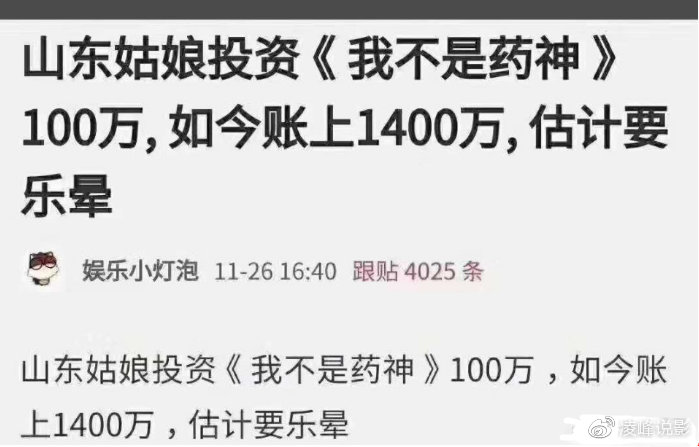 山东姑娘投资《我不是药神》
100万, 如今账上1400万, 估计要
乐晕
娱乐小灯泡 11-26 16:40 跟贴 4025 条
山东姑娘投资《我不是药神》100万，如今账
上1400万，估计要乐晕
凌峰说影